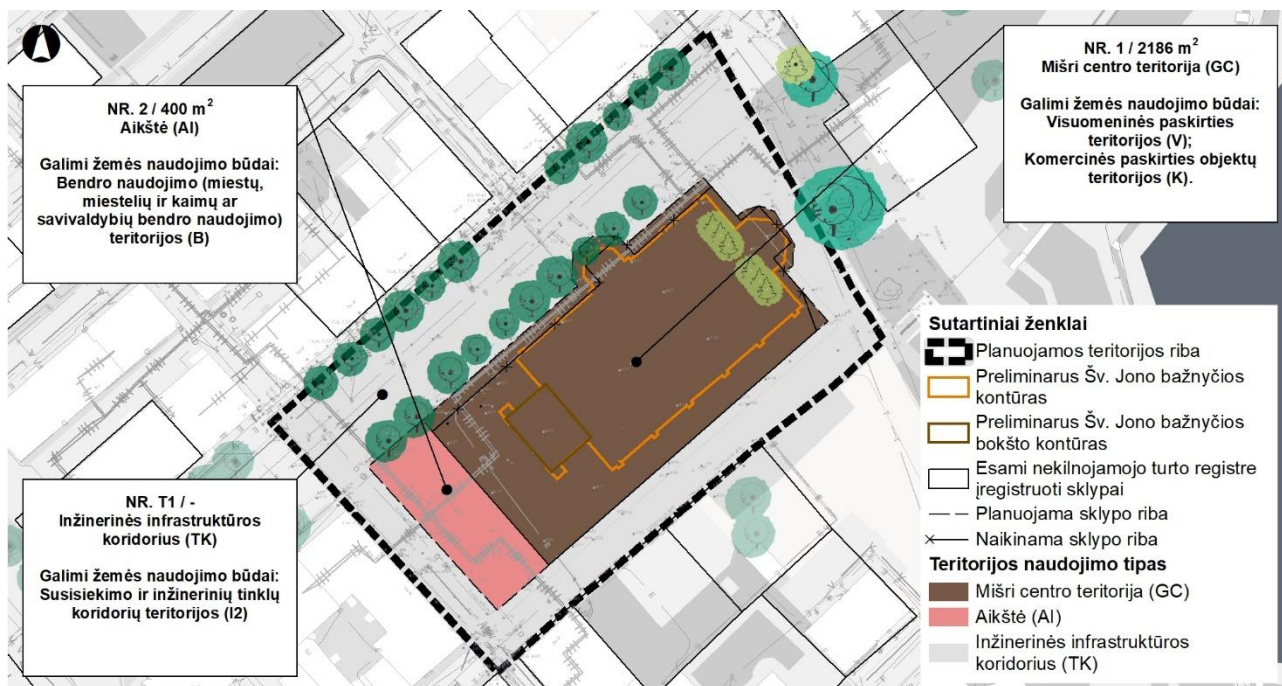 NR. 2 / 400 m²
Aikštė (AI)
Galimi žemės naudojimo būdai:
Bendro naudojimo (miestų,
miestelių ir kaimų ar
savivaldybių bendro naudojimo)
teritorijos (B)
NR. 1 / 2186 m²
Mišri centro teritorija (GC)
Galimi žemės naudojimo būdai:
Visuomeninės paskirties
teritorijos (V);
Komercinės paskirties objektų
teritorijos (K).
NR. T1 / -
Inžinerinės infrastruktūros
koridorius (TK)
Galimi žemės naudojimo būdai:
Susisiekimo ir inžinerinių tinklų
koridorių teritorijos (I2)
Sutartiniai ženklai
Planuojamos teritorijos riba
Preliminarus Šv. Jono bažnyčios
kontūras
Preliminarus Šv. Jono bažnyčios
bokšto kontūras
Esami nekilnojamojo turto registre
įregistruoti sklypai
Planuojama sklypo riba
Naikinama sklypo riba
Teritorijos naudojimo tipas
Mišri centro teritorija (GC)
Aikštė (AI)
Inžinerinės infrastruktūros
koridorius (TK)